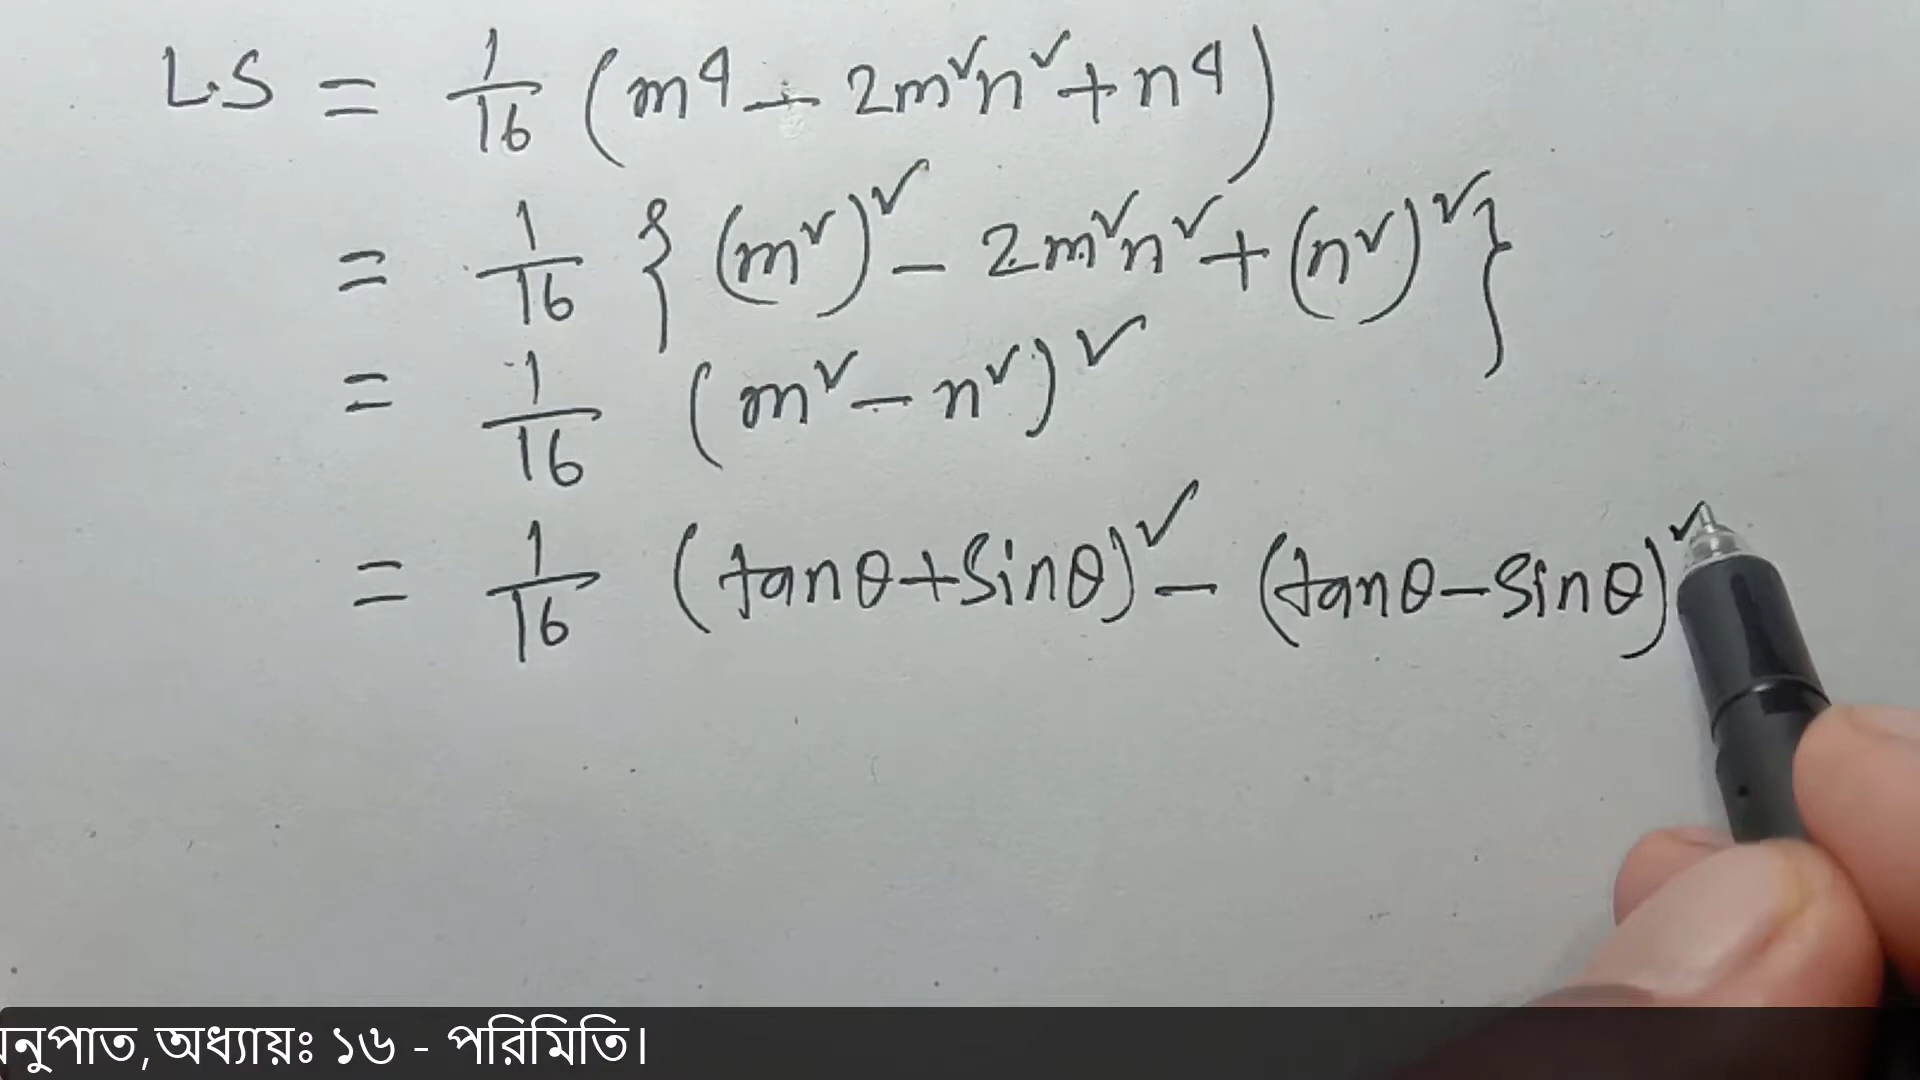 L.S = 1/16 (m⁴ - 2m²n² + n⁴)
= 1/16 {(m²)² - 2m²n² + (n²)²}
= 1/16 (m² - n²)²
= 1/16 (tanθ + sinθ)² - (tanθ - sinθ)²
নুপাত,অধ্যায়ঃ ১৬ - পরিমিতি।